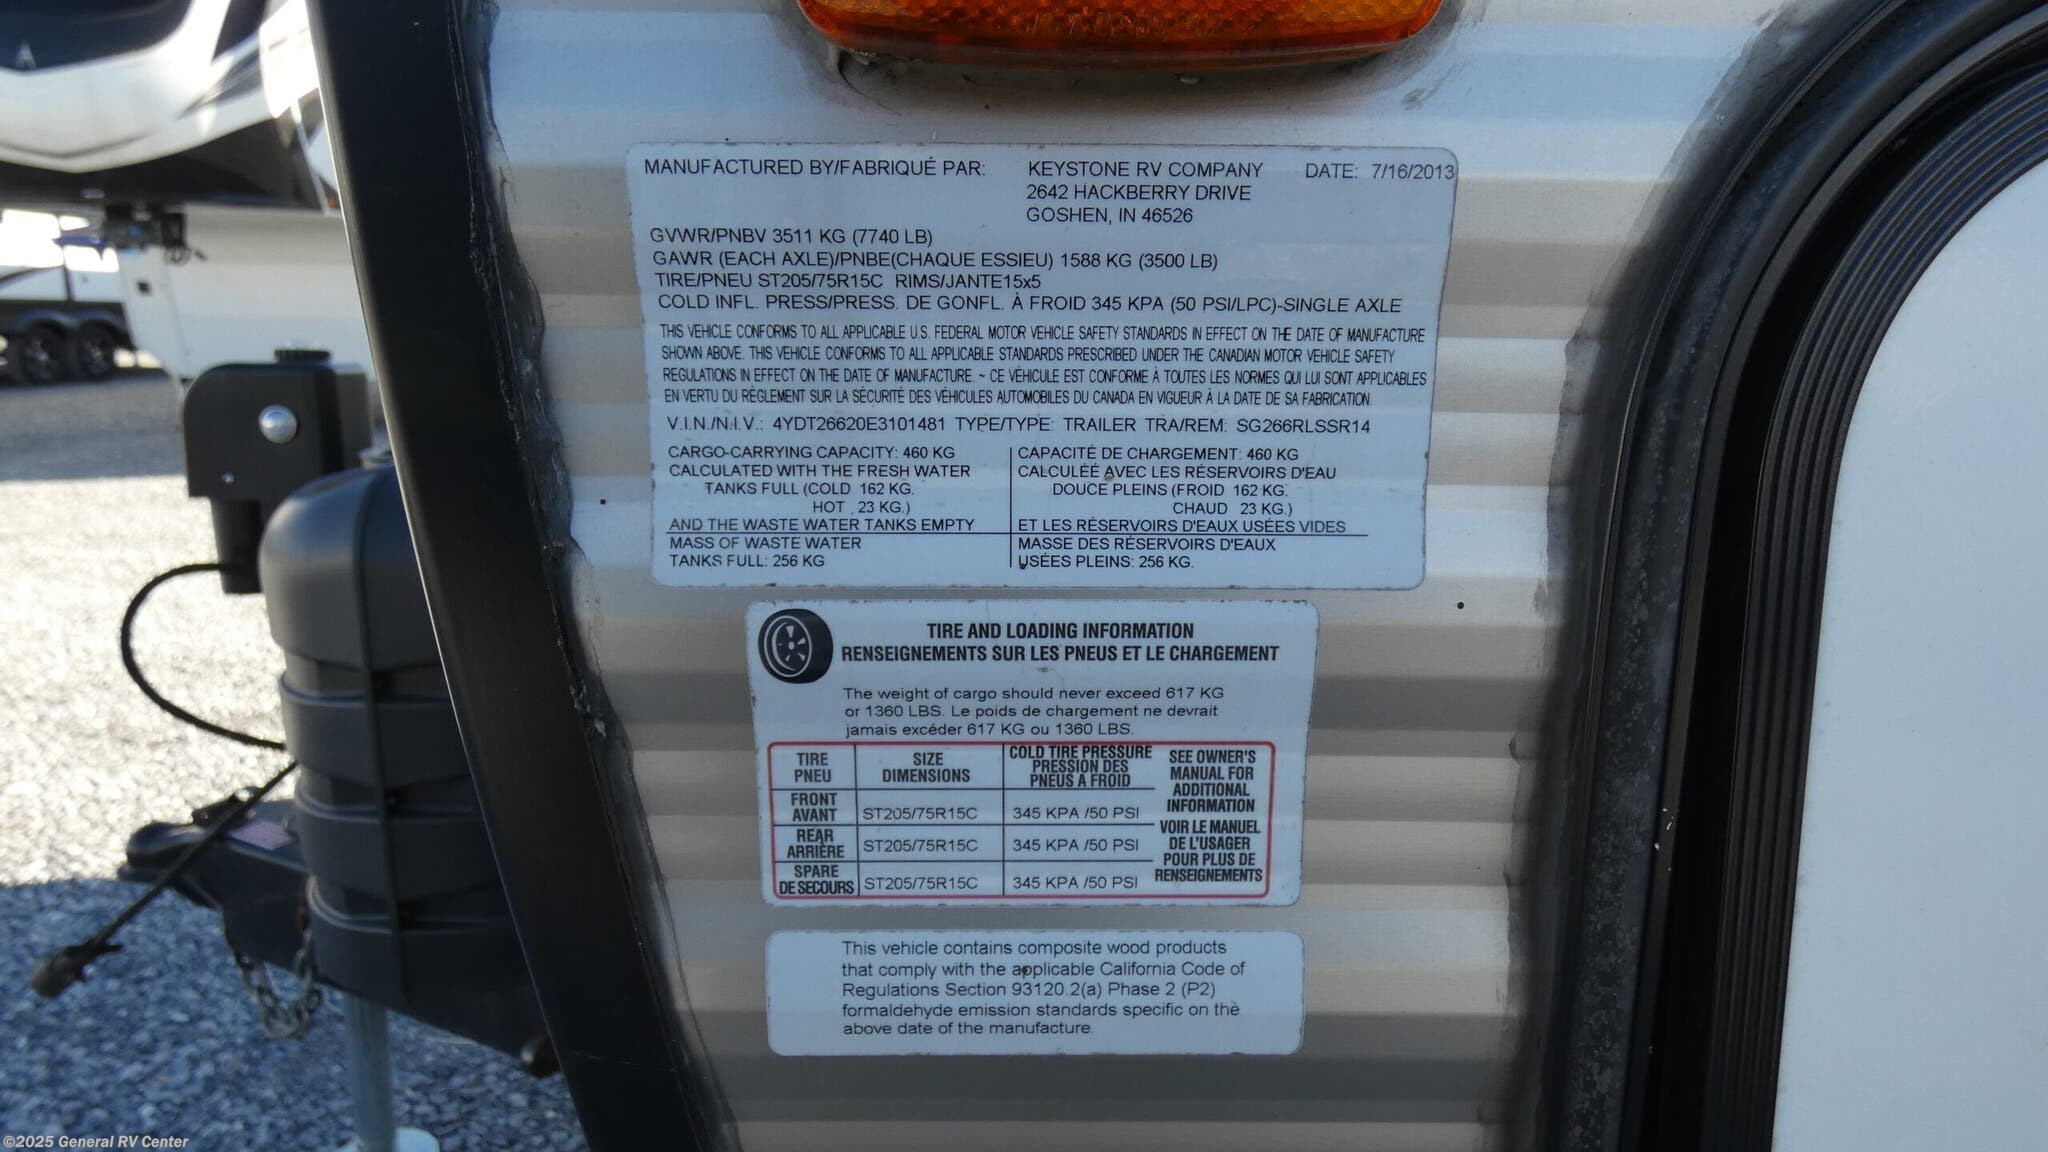 MANUFACTURED BY/FABRIQUÉ PAR: KEYSTONE RV COMPANY DATE: 7/16/2013
2642 HACKBERRY DRIVE
GOSHEN, IN 46526
GVWR/PNBV 3511 KG (7740 LB)
GAWR (EACH AXLE)/PNBE(CHAQUE ESSIEU) 1588 KG (3500 LB)
TIRE/PNEU ST205/75R15C RIMS/JANTE15x5
COLD INFL. PRESS/PRESS. DE GONFL. À FROID 345 KPA (50 PSI/LPC)-SINGLE AXLE
THIS VEHICLE CONFORMS TO ALL APPLICABLE U.S. FEDERAL MOTOR VEHICLE SAFETY STANDARDS IN EFFECT ON THE DATE OF MANUFACTURE
SHOWN ABOVE. THIS VEHICLE CONFORMS TO ALL APPLICABLE STANDARDS PRESCRIBED UNDER THE CANADIAN MOTOR VEHICLE SAFETY
REGULATIONS IN EFFECT ON THE DATE OF MANUFACTURE. ~ CE VÉHICULE EST CONFORME À TOUTES LES NORMES QUI LUI SONT APPLICABLES
EN VERTU DU RÈGLEMENT SUR LA SÉCURITÉ DES VÉHICULES AUTOMOBILES DU CANADA EN VIGUEUR À LA DATE DE SA FABRICATION.
V.I.N./N.I.V.: 4YDT26620E3101481 TYPE/TYPE: TRAILER TRA/REM: SG266RLSSR14
CARGO-CARRYING CAPACITY: 460 KG
CALCULATED WITH THE FRESH WATER
TANKS FULL (COLD 162 KG.
HOT 23 KG.)
AND THE WASTE WATER TANKS EMPTY
MASS OF WASTE WATER
TANKS FULL: 256 KG
CAPACITÉ DE CHARGEMENT: 460 KG
CALCULÉE AVEC LES RÉSERVOIRS D'EAU
DOUCE PLEINS (FROID 162 KG.
CHAUD 23 KG.)
ET LES RÉSERVOIRS D'EAUX USÉES VIDES
MASSE DES RÉSERVOIRS D'EAUX
USÉES PLEINS: 256 KG.
TIRE AND LOADING INFORMATION
RENSEIGNEMENTS SUR LES PNEUS ET LE CHARGEMENT
The weight of cargo should never exceed 617 KG
or 1360 LBS. Le poids de chargement ne devrait
jamais excéder 617 KG ou 1360 LBS.
TIRE
PNEU
SIZE
DIMENSIONS
COLD TIRE PRESSURE
PRESSION DES
PNEUS A FROID
FRONT
AVANT
ST205/75R15C
345 KPA /50 PSI
REAR
ARRIÈRE
ST205/75R15C
345 KPA /50 PSI
SPARE
DE SECOURS
ST205/75R15C
345 KPA /50 PSI
SEE OWNER'S
MANUAL FOR
ADDITIONAL
INFORMATION
VOIR LE MANUEL
DE L'USAGER
POUR PLUS DE
RENSEIGNEMENTS
This vehicle contains composite wood products
that comply with the applicable California Code of
Regulations Section 93120.2(a) Phase 2 (P2)
formaldehyde emission standards specific on the
above date of the manufacture.
©2025 General RV Center